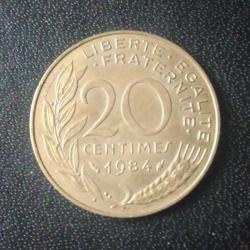 LIBERTE · EGALITE
· FRATERNITE ·
20
CENTIMES
1984